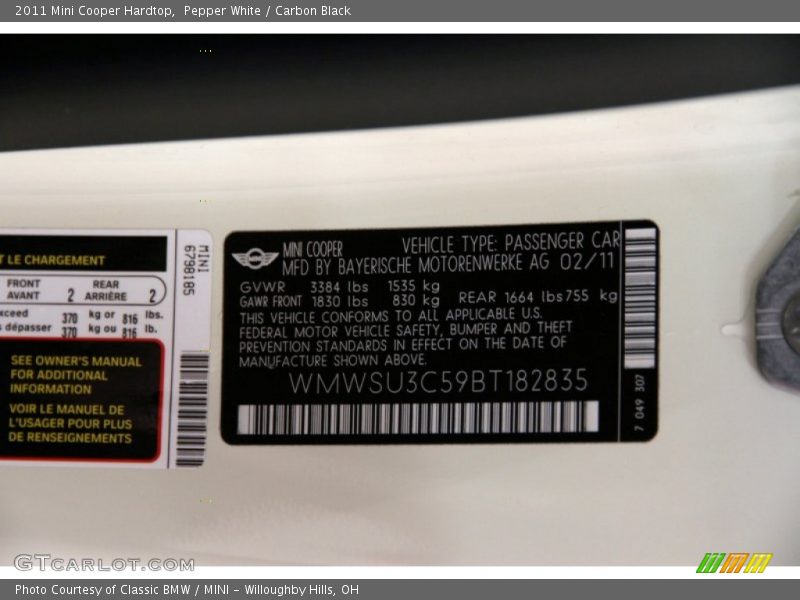 2011 Mini Cooper Hardtop,  Pepper White / Carbon Black
T LE CHARGEMENT
FRONT
AVANT 2 REAR
ARRIÈRE 2
xceed 370 kg or 816 lbs.
s dépasser 370 kg ou 816 lb.
SEE OWNER'S MANUAL
FOR ADDITIONAL
INFORMATION
VOIR LE MANUEL DE
L'USAGER POUR PLUS
DE RENSEIGNEMENTS
MINI
6798185
MINI COOPER VEHICLE TYPE: PASSENGER CAR
MFD BY BAYERISCHE MOTORENWERKE AG 02/11
GVWR 3384 lbs 1535 kg
GAWR FRONT 1830 lbs 830 kg REAR 1664 lbs 755 kg
THIS VEHICLE CONFORMS TO ALL APPLICABLE U.S.
FEDERAL MOTOR VEHICLE SAFETY, BUMPER AND THEFT
PREVENTION STANDARDS IN EFFECT ON THE DATE OF
MANUFACTURE SHOWN ABOVE.
WMWSU3C59BT182835
7 049 307
GTCARLOT.COM
Photo Courtesy of Classic BMW / MINI - Willoughby Hills, OH